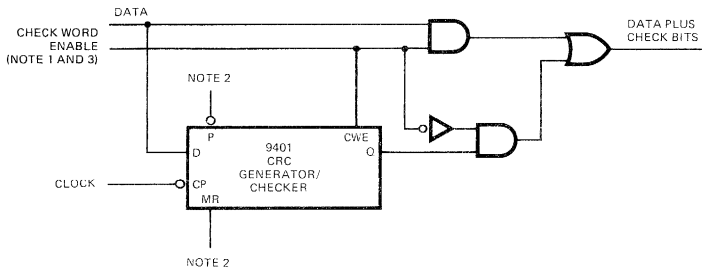 DATA
CHECK WORD
ENABLE
(NOTE 1 AND 3)
DATA PLUS
CHECK BITS
NOTE 2
P
CWE
D
9401
CRC
GENERATOR/
CHECKER
Q
CLOCK
CP
MR
NOTE 2